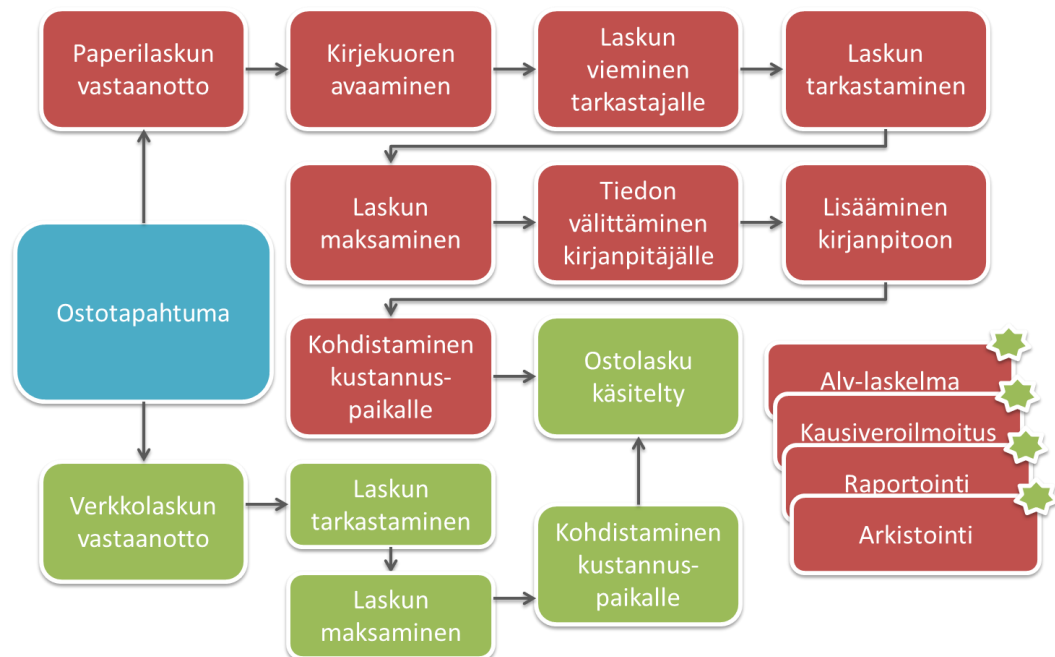 Paperilaskun
vastaanotto
Kirjekuoren
avaaminen
Laskun
vieminen
tarkastajalle
Laskun
tarkastaminen
Laskun
maksaminen
Tiedon
välittäminen
kirjanpitäjälle
Lisääminen
kirjanpitoon
Ostotapahtuma
Kohdistaminen
kustannus-
paikalle
Ostolasku
käsitelty
Alv-laskelma
Kausiveroilmoitus
Raportointi
Arkistointi
Verkkolaskun
vastaanotto
Laskun
tarkastaminen
Laskun
maksaminen
Kohdistaminen
kustannus-
paikalle